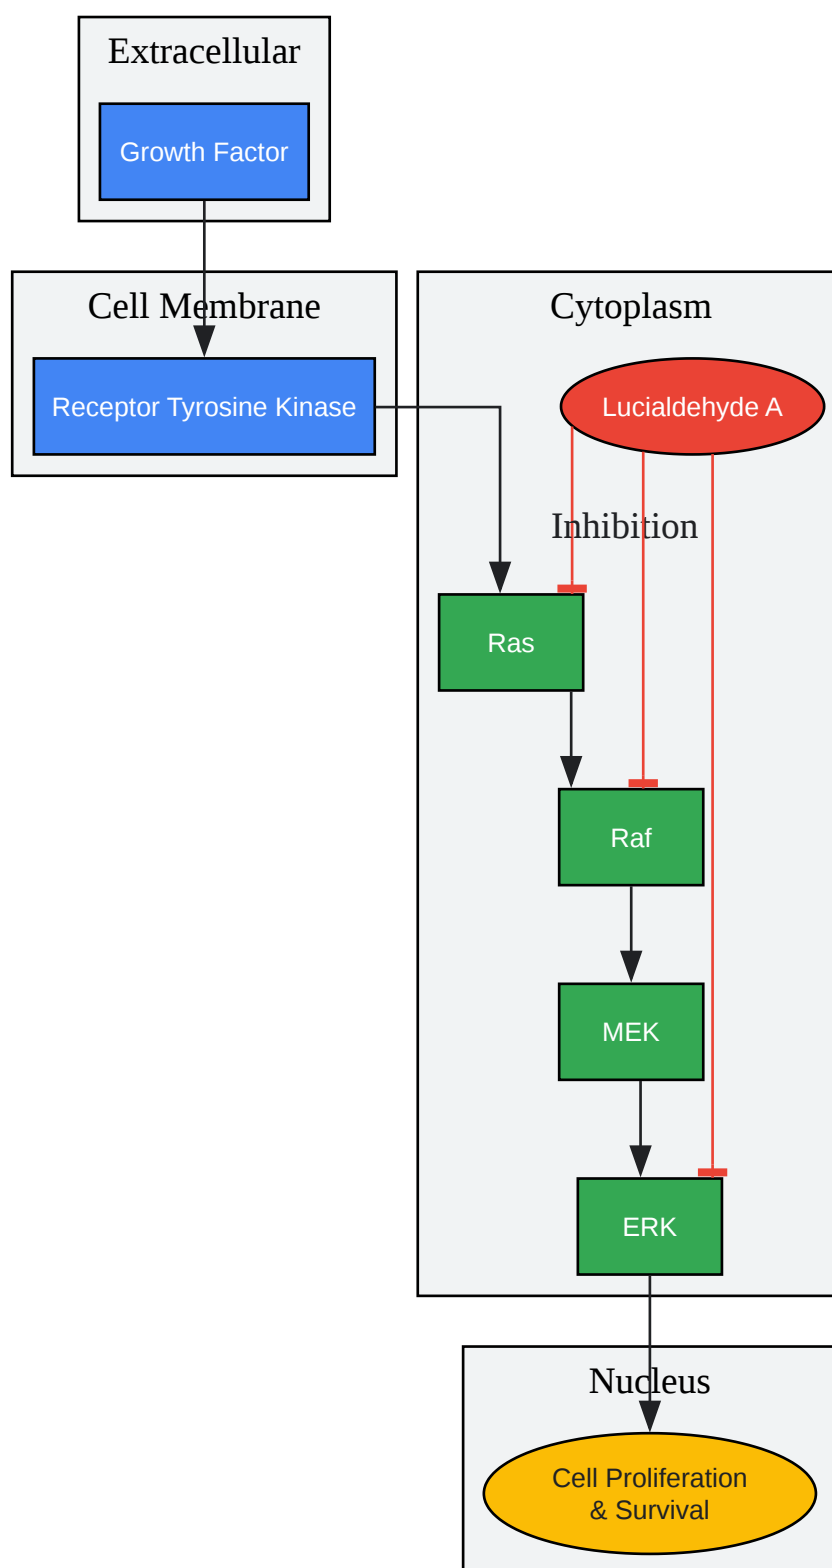 Extracellular
Growth Factor
Cell Membrane
Receptor Tyrosine Kinase
Cytoplasm
Lucialdehyde A
Inhibition
Ras
Raf
MEK
ERK
Nucleus
Cell Proliferation
& Survival